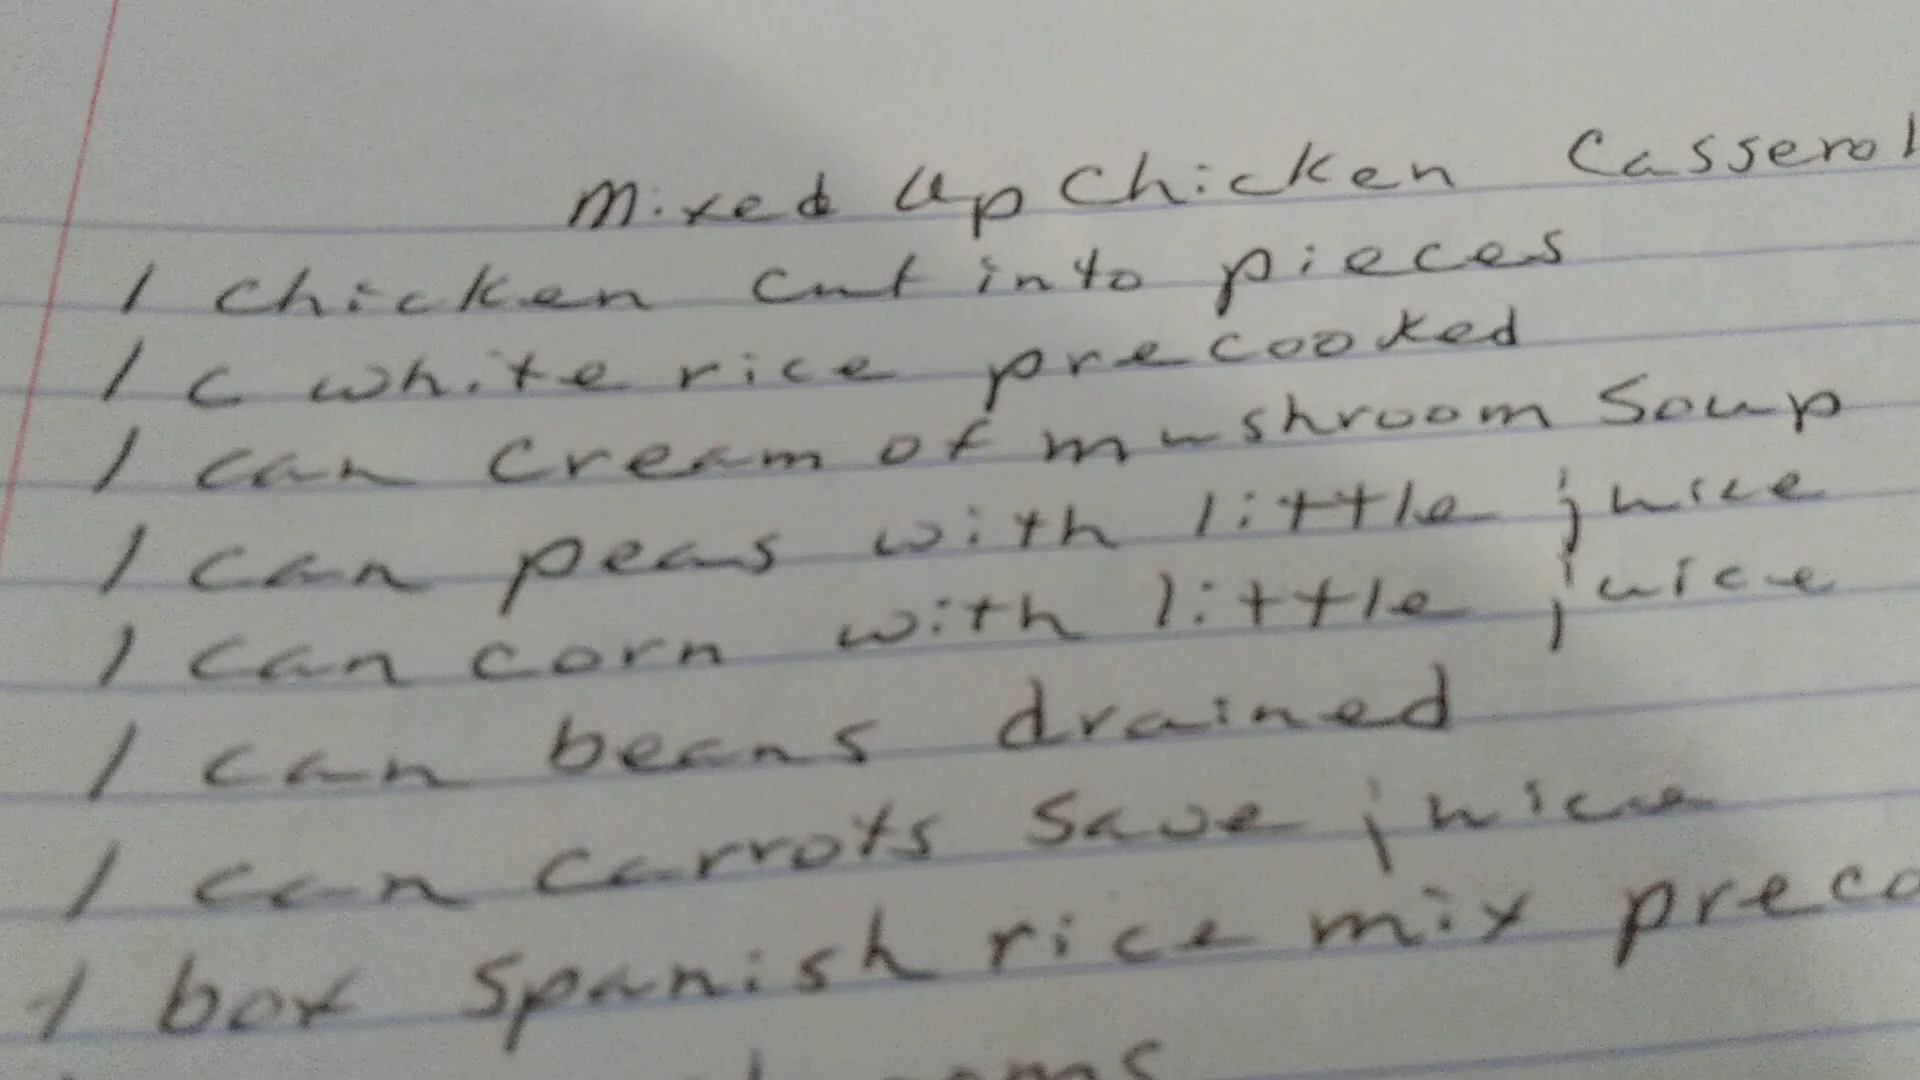 Mixed Up Chicken Casserol
1 Chicken cut into pieces
1 c white rice precooked
1 can cream of mushroom Soup
1 can peas with little juice
1 can corn with little juice
1 can beans drained
1 can carrots save juice
1 box Spanish rice mix preco